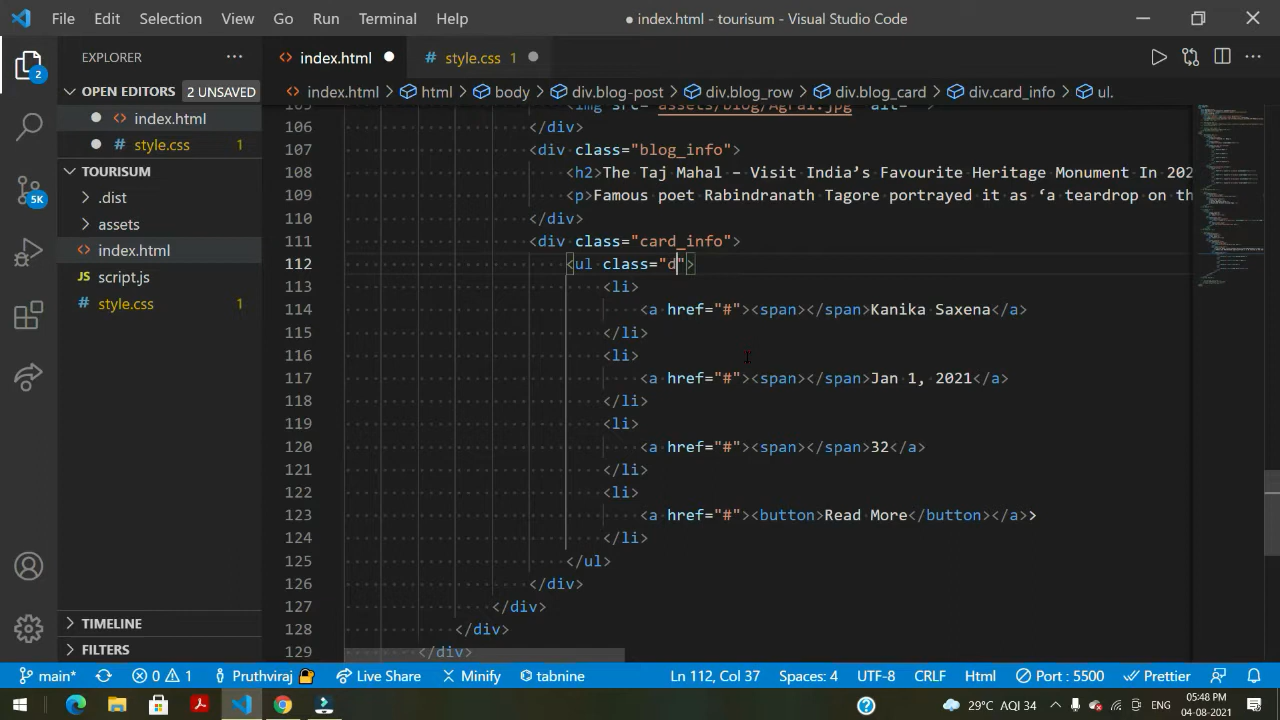 File Edit Selection View Go Run Terminal Help
● index.html - tourisum - Visual Studio Code
EXPLORER ...
index.html ●
style.css 1 ●
OPEN EDITORS 2 UNSAVED
index.html > html > body > div.blog-post > div.blog_row > div.blog_card > div.card_info > ul.
2
● index.html
● style.css 1
TOURISUM
.dist
assets
index.html
script.js
style.css
5K
106 </div>
107 <div class="blog_info">
108 <h2>The Taj Mahal – Visit India’s Favourite Heritage Monument In 202
109 <p>Famous poet Rabindranath Tagore portrayed it as ‘a teardrop on th
110 </div>
111 <div class="card_info">
112 <ul class="d">
113 <li>
114 <a href="#"><span></span>Kanika Saxena</a>
115 </li>
116 <li>
117 <a href="#"><span></span>Jan 1, 2021</a>
118 </li>
119 <li>
120 <a href="#"><span></span>32</a>
121 </li>
122 <li>
123 <a href="#"><button>Read More</button></a>>
124 </li>
125 </ul>
126 </div>
127 </div>
128 </div>
129 </div>
TIMELINE
FILTERS
main* 0 1 Pruthviraj Live Share Minify tabnine Ln 112, Col 37 Spaces: 4 UTF-8 CRLF Html Port : 5500 Prettier
29°C AQI 34 ENG 05:48 PM
04-08-2021